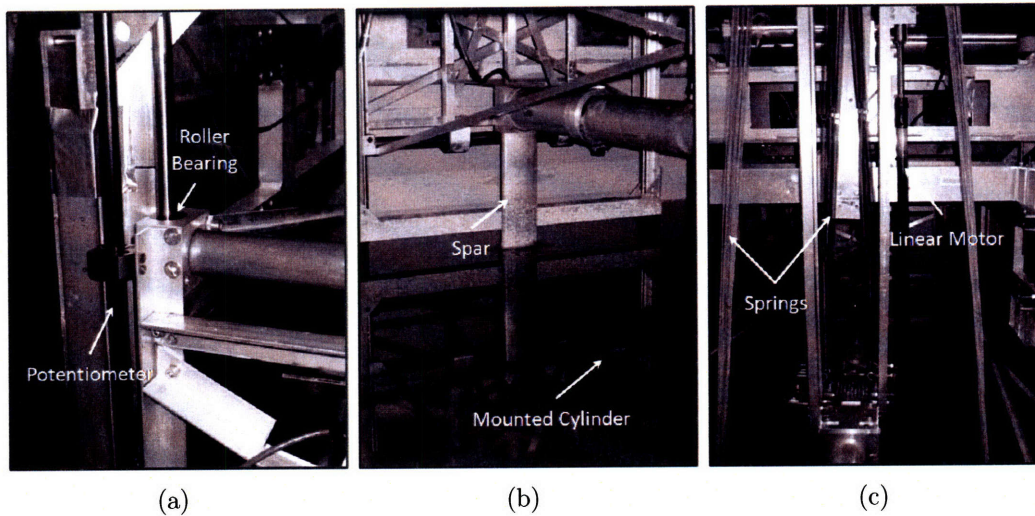 Roller
Bearing
Potentiometer
Spar
Mounted Cylinder
Linear Motor
Springs
(a)
(b)
(c)